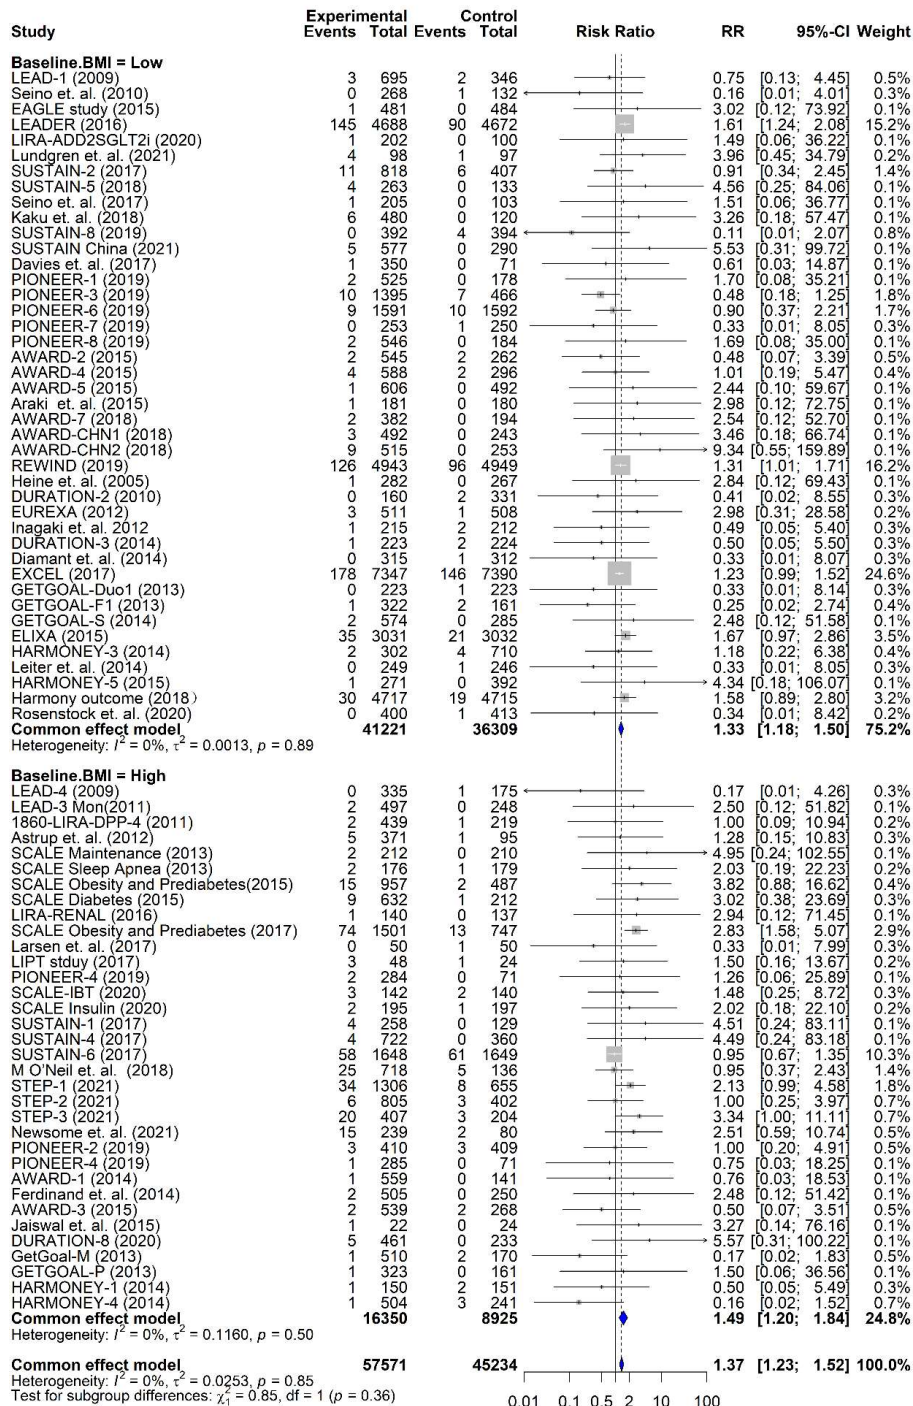 Experimental Control
Study Events Total Events Total Risk Ratio RR 95%-CI Weight
Baseline.BMI = Low
LEAD-1 (2009) 3 695 2 346 0.75 [0.13; 4.45] 0.5%
Seino et. al. (2010) 0 268 1 132 0.16 [0.01; 4.01] 0.3%
EAGLE study (2015) 1 481 0 484 3.02 [0.12; 73.92] 0.1%
LEADER (2016) 145 4688 90 4672 1.61 [1.24; 2.08] 15.2%
LIRA-ADD2SGLT2i (2020) 1 202 0 100 1.49 [0.06; 36.22] 0.1%
Lundgren et. al. (2021) 4 98 1 97 3.96 [0.45; 34.79] 0.2%
SUSTAIN-2 (2017) 11 818 6 407 0.91 [0.34; 2.45] 1.4%
SUSTAIN-5 (2018) 4 263 0 133 4.56 [0.25; 84.06] 0.1%
Seino et. al. (2017) 1 205 0 103 1.51 [0.06; 36.77] 0.1%
Kaku et. al. (2018) 6 480 0 120 3.26 [0.18; 57.47] 0.1%
SUSTAIN-8 (2019) 0 392 4 394 0.11 [0.01; 2.07] 0.8%
SUSTAIN China (2021) 5 577 0 290 5.53 [0.31; 99.72] 0.1%
Davies et. al. (2017) 1 350 0 71 0.61 [0.03; 14.87] 0.1%
PIONEER-1 (2019) 2 525 0 178 1.70 [0.08; 35.21] 0.1%
PIONEER-3 (2019) 10 1395 7 466 0.48 [0.18; 1.25] 1.8%
PIONEER-6 (2019) 9 1591 10 1592 0.90 [0.37; 2.21] 1.7%
PIONEER-7 (2019) 0 253 1 250 0.33 [0.01; 8.05] 0.3%
PIONEER-8 (2019) 2 546 0 184 1.69 [0.08; 35.00] 0.1%
AWARD-2 (2015) 2 545 2 262 0.48 [0.07; 3.39] 0.5%
AWARD-4 (2015) 4 588 2 296 1.01 [0.19; 5.47] 0.4%
AWARD-5 (2015) 1 606 0 492 2.44 [0.10; 59.67] 0.1%
Araki et. al. (2015) 1 181 0 180 2.98 [0.12; 72.75] 0.1%
AWARD-7 (2018) 2 382 0 194 2.54 [0.12; 52.70] 0.1%
AWARD-CHN1 (2018) 3 492 0 243 3.46 [0.18; 66.74] 0.1%
AWARD-CHN2 (2018) 9 515 0 253 9.34 [0.55; 159.89] 0.1%
REWIND (2019) 126 4943 96 4949 1.31 [1.01; 1.71] 16.2%
Heine et. al. (2005) 1 282 0 267 2.84 [0.12; 69.43] 0.1%
DURATION-2 (2010) 0 160 2 331 0.41 [0.02; 8.55] 0.3%
EUREXA (2012) 3 511 1 508 2.98 [0.31; 28.58] 0.2%
Inagaki et. al. 2012 1 215 2 212 0.49 [0.05; 5.40] 0.3%
DURATION-3 (2014) 1 223 2 224 0.50 [0.05; 5.50] 0.3%
Diamant et. al. (2014) 0 315 1 312 0.33 [0.01; 8.07] 0.3%
EXCEL (2017) 178 7347 146 7390 1.23 [0.99; 1.52] 24.6%
GETGOAL-Duo1 (2013) 0 223 1 223 0.33 [0.01; 8.14] 0.3%
GETGOAL-F1 (2013) 1 322 2 161 0.25 [0.02; 2.74] 0.4%
GETGOAL-S (2014) 2 574 0 285 2.48 [0.12; 51.58] 0.1%
ELIXA (2015) 35 3031 21 3032 1.67 [0.97; 2.86] 3.5%
HARMONEY-3 (2014) 2 302 4 710 1.18 [0.22; 6.38] 0.4%
Leiter et. al. (2014) 0 249 1 246 0.33 [0.01; 8.05] 0.3%
HARMONEY-5 (2015) 1 271 0 392 4.34 [0.18; 106.07] 0.1%
Harmony outcome (2018） 30 4717 19 4715 1.58 [0.89; 2.80] 3.2%
Rosenstock et. al. (2020) 0 400 1 413 0.34 [0.01; 8.42] 0.2%
Common effect model 41221 36309 1.33 [1.18; 1.50] 75.2%
Heterogeneity: I² = 0%, τ² = 0.0013, p = 0.89
Baseline.BMI = High
LEAD-4 (2009) 0 335 1 175 0.17 [0.01; 4.26] 0.3%
LEAD-3 Mon(2011) 2 497 0 248 2.50 [0.12; 51.82] 0.1%
1860-LIRA-DPP-4 (2011) 2 439 1 219 1.00 [0.09; 10.94] 0.2%
Astrup et. al. (2012) 5 371 1 95 1.28 [0.15; 10.83] 0.3%
SCALE Maintenance (2013) 2 212 0 210 4.95 [0.24; 102.55] 0.1%
SCALE Sleep Apnea (2013) 2 176 1 179 2.03 [0.19; 22.23] 0.2%
SCALE Obesity and Prediabetes(2015) 15 957 2 487 3.82 [0.88; 16.62] 0.4%
SCALE Diabetes (2015) 9 632 1 212 3.02 [0.38; 23.69] 0.2%
LIRA-RENAL (2016) 1 140 0 137 2.94 [0.12; 71.45] 0.1%
SCALE Obesity and Prediabetes (2017) 74 1501 13 747 2.83 [1.58; 5.07] 2.9%
Larsen et. al. (2017) 0 50 1 50 0.33 [0.01; 7.99] 0.3%
LIPT stduy (2017) 3 48 1 24 1.50 [0.16; 13.67] 0.2%
PIONEER-4 (2019) 2 284 0 71 1.26 [0.06; 25.89] 0.1%
SCALE-IBT (2020) 3 142 2 140 1.48 [0.25; 8.72] 0.3%
SCALE Insulin (2020) 2 195 1 197 2.02 [0.18; 22.10] 0.2%
SUSTAIN-1 (2017) 4 258 0 129 4.51 [0.24; 83.11] 0.1%
SUSTAIN-4 (2017) 4 722 0 360 4.49 [0.24; 83.18] 0.1%
SUSTAIN-6 (2017) 58 1648 61 1649 0.95 [0.67; 1.35] 10.3%
M O'Neil et. al. (2018) 25 718 5 136 0.95 [0.37; 2.43] 1.4%
STEP-1 (2021) 34 1306 8 655 2.13 [0.99; 4.58] 1.8%
STEP-2 (2021) 6 805 3 402 1.00 [0.25; 3.97] 0.7%
STEP-3 (2021) 20 407 3 204 3.34 [1.00; 11.11] 0.7%
Newsome et. al. (2021) 15 239 2 80 2.51 [0.59; 10.74] 0.5%
PIONEER-2 (2019) 3 410 3 409 1.00 [0.20; 4.91] 0.5%
PIONEER-4 (2019) 1 285 0 71 0.75 [0.03; 18.25] 0.1%
AWARD-1 (2014) 1 559 0 141 0.76 [0.03; 18.53] 0.1%
Ferdinand et. al. (2014) 2 505 0 250 2.48 [0.12; 51.42] 0.1%
AWARD-3 (2015) 2 539 2 268 0.50 [0.07; 3.51] 0.5%
Jaiswal et. al. (2015) 1 22 0 24 3.27 [0.14; 76.16] 0.1%
DURATION-8 (2020) 5 461 0 233 5.57 [0.31; 100.22] 0.1%
GetGoal-M (2013) 1 510 2 170 0.17 [0.02; 1.83] 0.5%
GETGOAL-P (2013) 1 323 0 161 1.50 [0.06; 36.56] 0.1%
HARMONEY-1 (2014) 1 150 2 151 0.50 [0.05; 5.49] 0.3%
HARMONEY-4 (2014) 1 504 3 241 0.16 [0.02; 1.52] 0.7%
Common effect model 16350 8925 1.49 [1.20; 1.84] 24.8%
Heterogeneity: I² = 0%, τ² = 0.1160, p = 0.50
Common effect model 57571 45234 1.37 [1.23; 1.52] 100.0%
Heterogeneity: I² = 0%, τ² = 0.0253, p = 0.85
Test for subgroup differences: χ₁² = 0.85, df = 1 (p = 0.36)
0.01 0.1 0.5 2 10 100